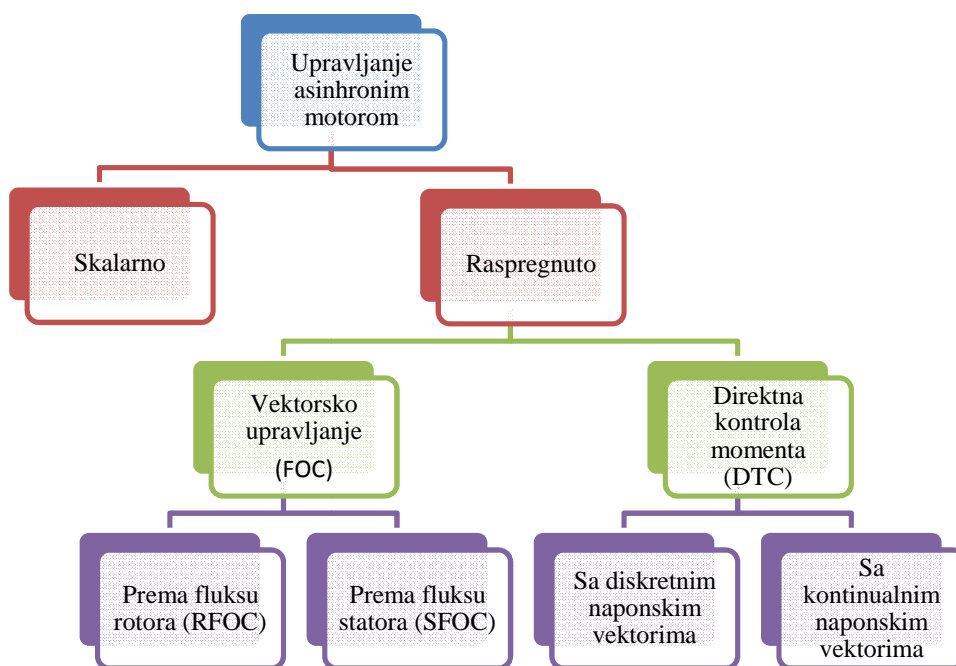 Upravljanje
asinhronim
motorom
Skalarno
Raspregnuto
Vektorsko
upravljanje
(FOC)
Direktna
kontrola
momenta
(DTC)
Prema fluksu
rotora (RFOC)
Prema fluksu
statora (SFOC)
Sa diskretnim
naponskim
vektorima
Sa
kontinualnim
naponskim
vektorima